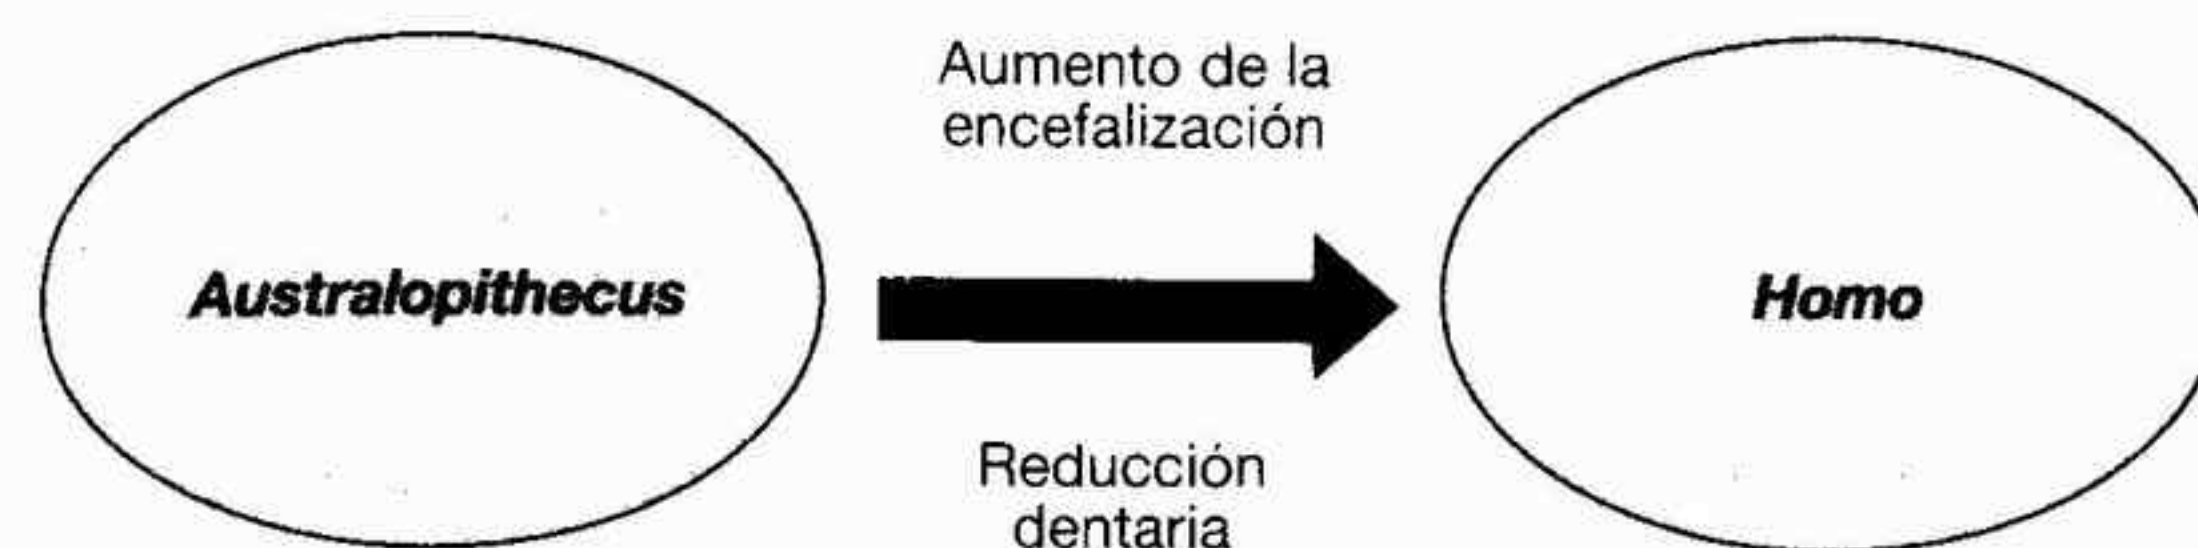 Aumento de la
encefalización
Australopithecus
Homo
Reducción
dentaria